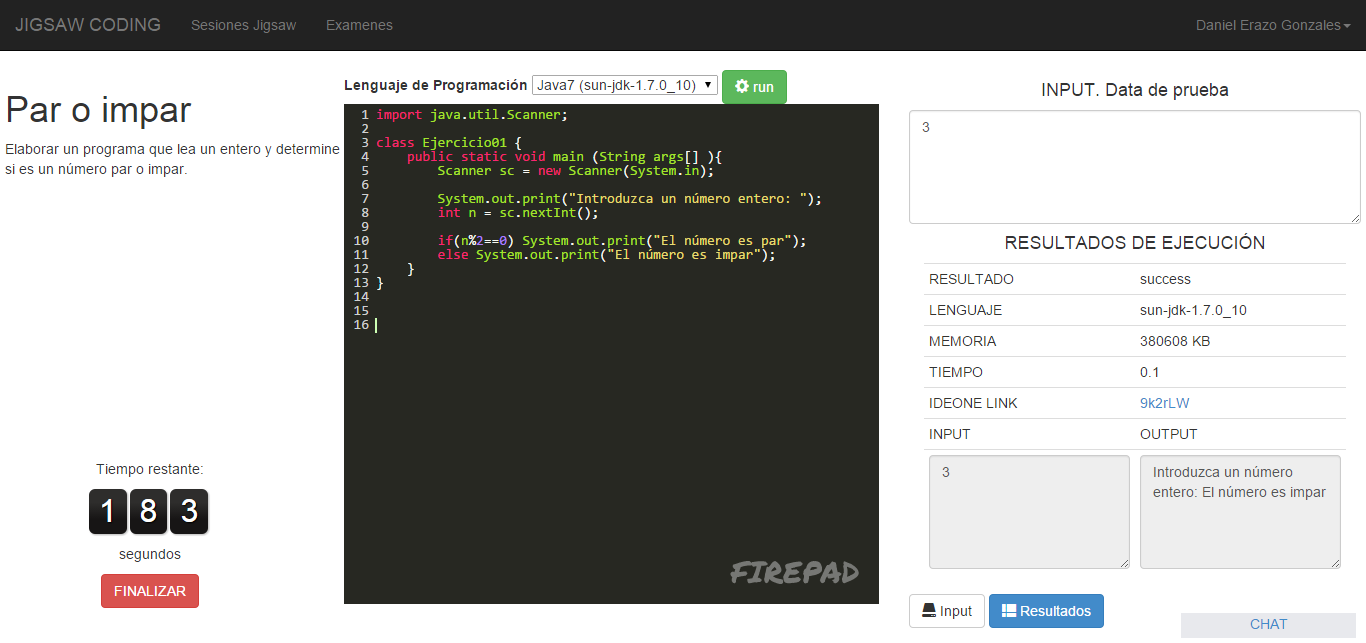 JIGSAW CODING Sesiones Jigsaw Examenes Daniel Erazo Gonzales
Par o impar
Elaborar un programa que lea un entero y determine
si es un número par o impar.
Tiempo restante:
1 8 3
segundos
FINALIZAR
Lenguaje de Programación Java7 (sun-jdk-1.7.0_10) run
1 import java.util.Scanner;
2
3 class Ejercicio01 {
4     public static void main (String args[] ){
5         Scanner sc = new Scanner(System.in);
6
7         System.out.print("Introduzca un número entero: ");
8         int n = sc.nextInt();
9
10         if(n%2==0) System.out.print("El número es par");
11         else System.out.print("El número es impar");
12     }
13 }
14
15
16
FIREPAD
INPUT. Data de prueba
3
RESULTADOS DE EJECUCIÓN
RESULTADO success
LENGUAJE sun-jdk-1.7.0_10
MEMORIA 380608 KB
TIEMPO 0.1
IDEONE LINK 9k2rLW
INPUT OUTPUT
3
Introduzca un número
entero: El número es impar
Input Resultados
CHAT